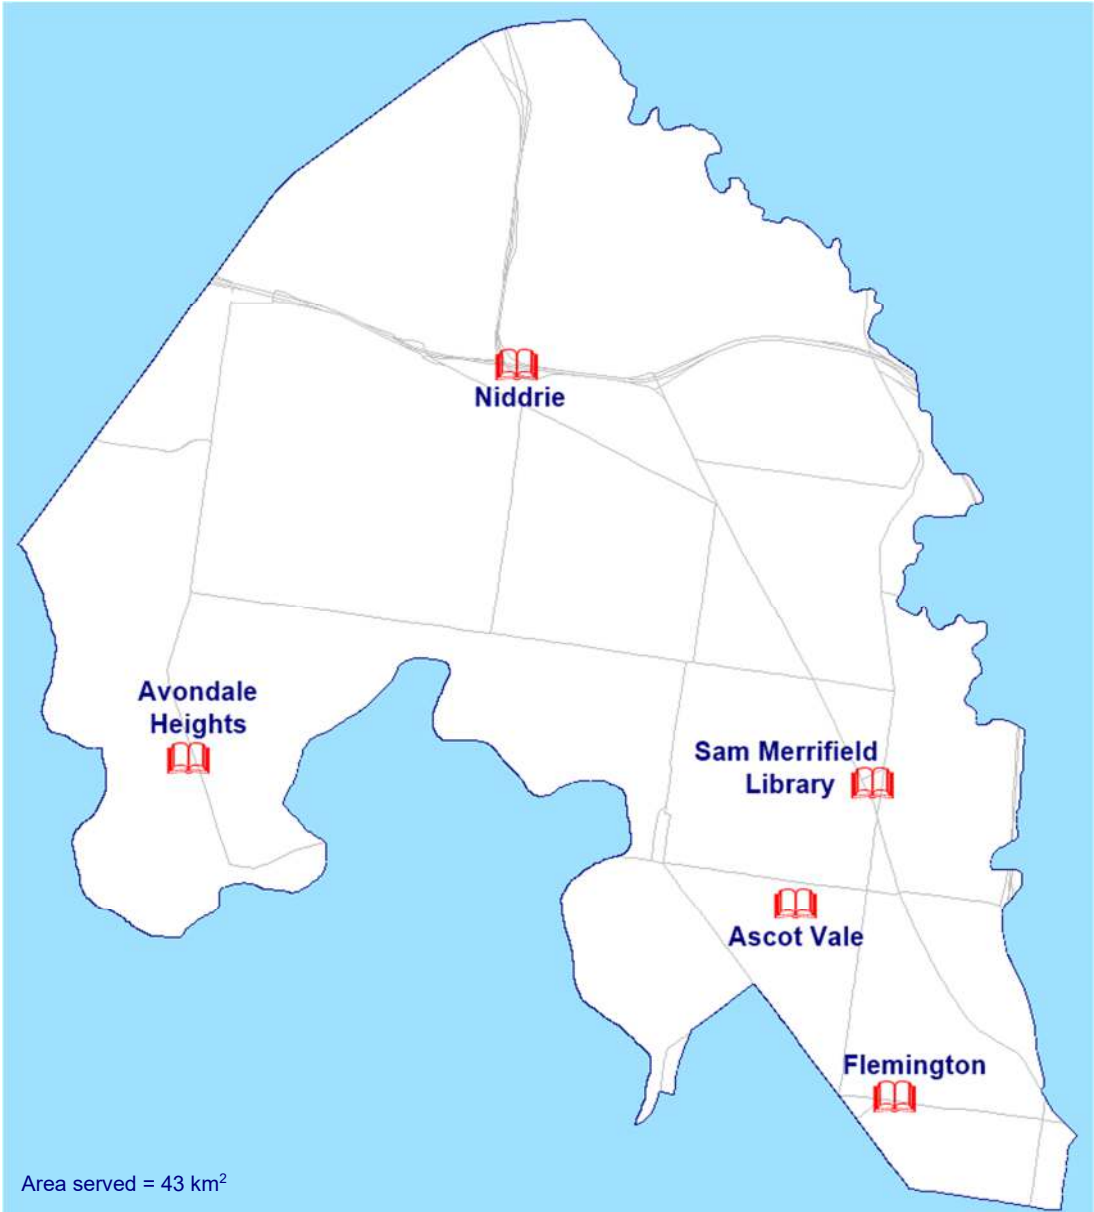 Niddrie
Avondale
Heights
Sam Merrifield
Library
Ascot Vale
Flemington
Area served = 43 km²